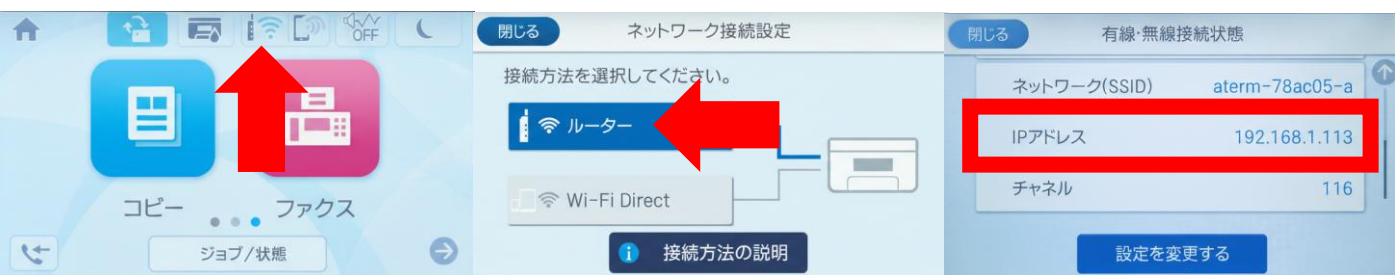 OFF
コピー
ファクス
ジョブ/状態
閉じる
ネットワーク接続設定
接続方法を選択してください。
ルーター
Wi-Fi Direct
i 接続方法の説明
閉じる
有線・無線接続状態
ネットワーク(SSID) aterm-78ac05-a
IPアドレス 192.168.1.113
チャネル 116
設定を変更する